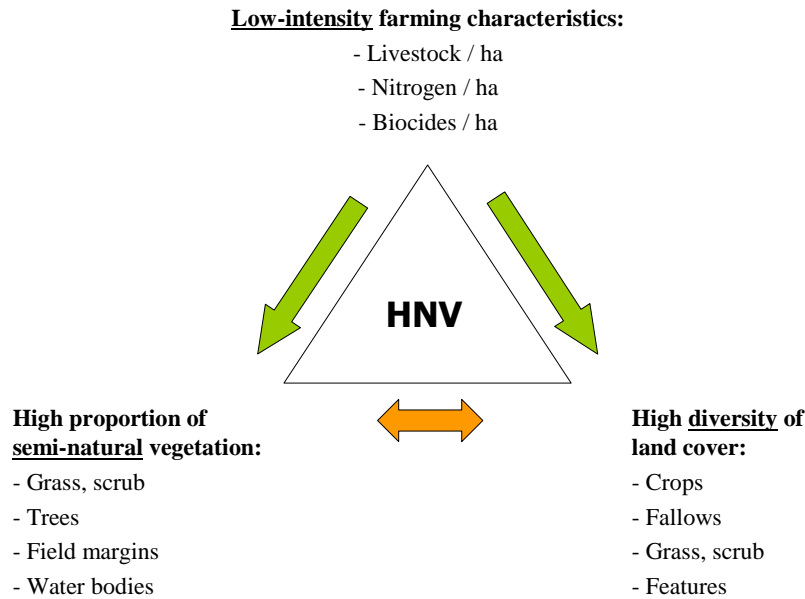 Low-intensity farming characteristics:
- Livestock / ha
- Nitrogen / ha
- Biocides / ha
HNV
High proportion of
semi-natural vegetation:
- Grass, scrub
- Trees
- Field margins
- Water bodies
High diversity of
land cover:
- Crops
- Fallows
- Grass, scrub
- Features